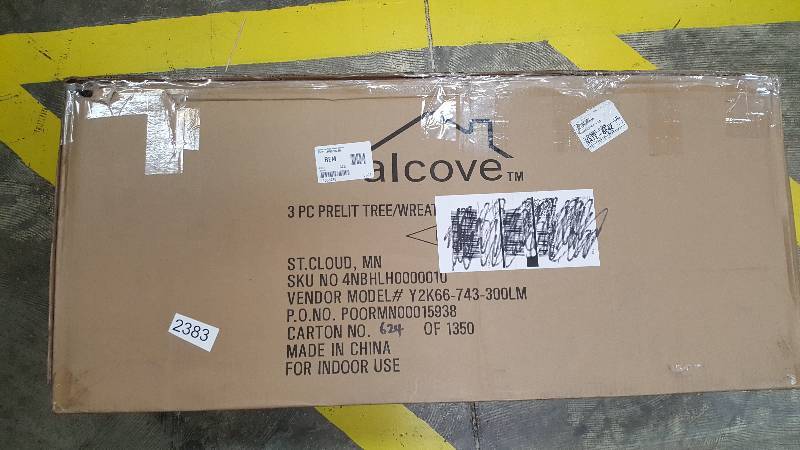 REM
alcove™
3 PC PRELIT TREE/WREAT
ST.CLOUD, MN
SKU NO 4NBHLH0000010
VENDOR MODEL# Y2K66-743-300LM
P.O.NO. POORMN00015938
CARTON NO. 624 OF 1350
MADE IN CHINA
FOR INDOOR USE
2383